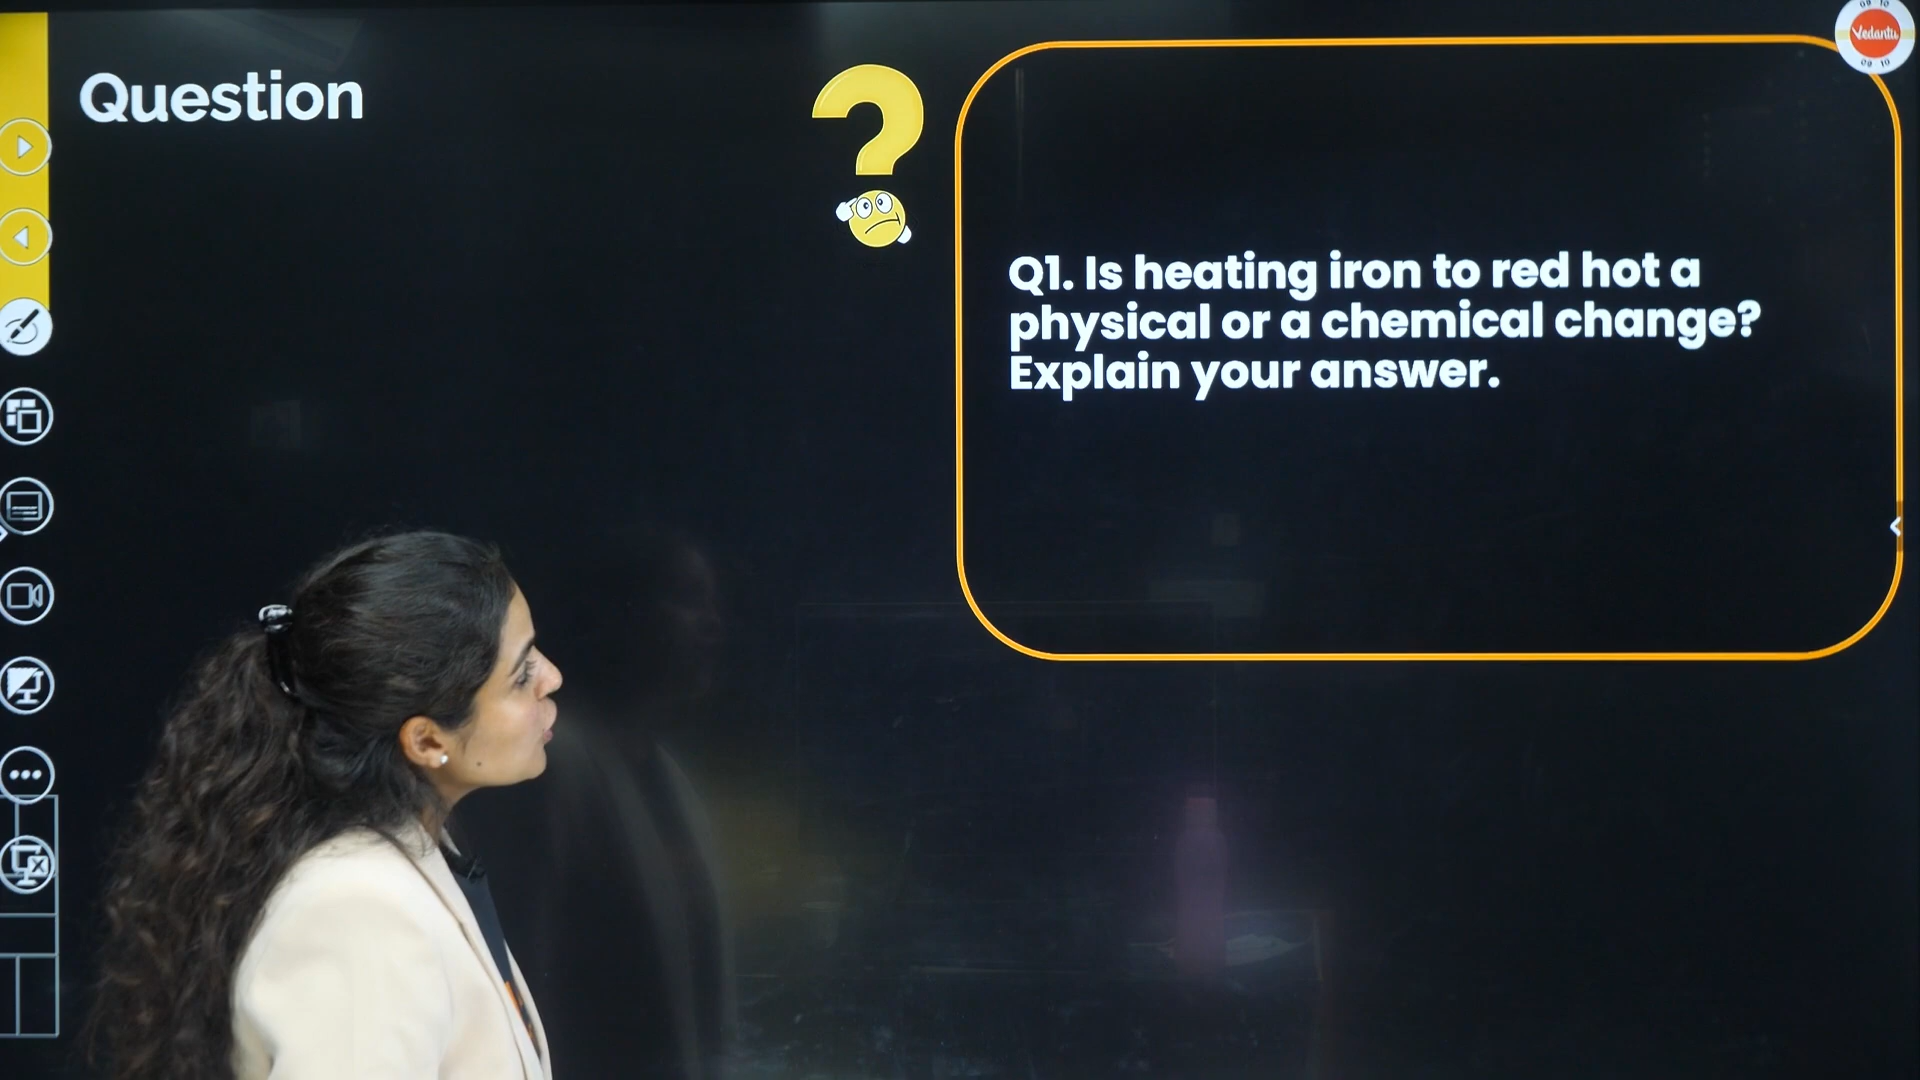 Question
?
Vedantu
Q1. Is heating iron to red hot a
physical or a chemical change?
Explain your answer.